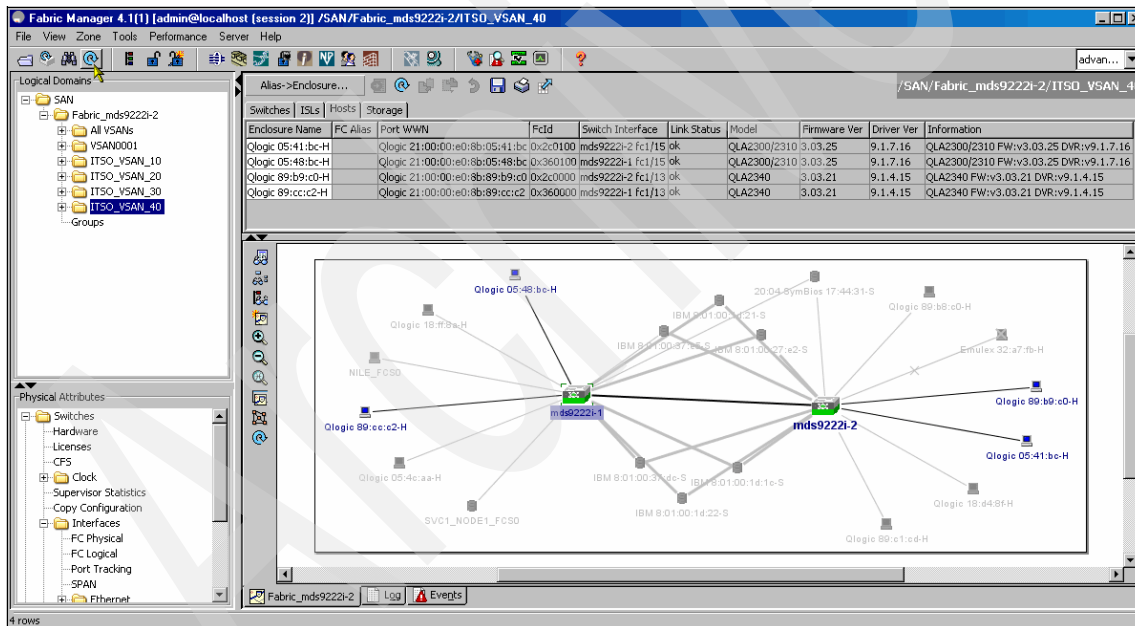 Fabric Manager 4.1(1) [admin@localhost (session 2)] /SAN/Fabric_mds9222i-2/ITSO_VSAN_40
File View Zone Tools Performance Server Help
advan...
Logical Domains
SAN
Fabric_mds9222i-2
All VSANs
VSAN0001
ITSO_VSAN_10
ITSO_VSAN_20
ITSO_VSAN_30
ITSO_VSAN_40
Groups
Alias->Enclosure...
/SAN/Fabric_mds9222i-2/ITSO_VSAN_4
Switches ISLs Hosts Storage
Enclosure Name FC Alias Port WWN FcId Switch Interface Link Status Model Firmware Ver Driver Ver Information
Qlogic 05:41:bc-H Qlogic 21:00:00:e0:8b:05:41:bc 0x2c0100 mds9222i-2 fc1/15 ok QLA2300/2310 3.03.25 9.1.7.16 QLA2300/2310 FW:v3.03.25 DVR:v9.1.7.16
Qlogic 05:48:bc-H Qlogic 21:00:00:e0:8b:05:48:bc 0x360100 mds9222i-1 fc1/15 ok QLA2300/2310 3.03.25 9.1.7.16 QLA2300/2310 FW:v3.03.25 DVR:v9.1.7.16
Qlogic 89:b9:c0-H Qlogic 21:00:00:e0:8b:89:b9:c0 0x2c0000 mds9222i-2 fc1/13 ok QLA2340 3.03.21 9.1.4.15 QLA2340 FW:v3.03.21 DVR:v9.1.4.15
Qlogic 89:cc:c2-H Qlogic 21:00:00:e0:8b:89:cc:c2 0x360000 mds9222i-1 fc1/13 ok QLA2340 3.03.21 9.1.4.15 QLA2340 FW:v3.03.21 DVR:v9.1.4.15
Qlogic 05:48:bc-H
20:04 SymBios 17:44:31-S
Qlogic 89:b8:c0-H
IBM 8:01:00:1d:21-S
Qlogic 18:ff:8a-H
IBM 8:01:00:37:e5-S
IBM 8:01:00:27:e2-S
Emulex 32:a7:fb-H
NILE_FCS0
mds9222i-1
Qlogic 89:b9:c0-H
Qlogic 89:cc:c2-H
mds9222i-2
Qlogic 05:41:bc-H
Qlogic 05:4c:aa-H
IBM 8:01:00:37:dc-S
IBM 8:01:00:1d:1c-S
Qlogic 18:d4:8f-H
IBM 8:01:00:1d:22-S
SVC1_NODE1_FCS0
Qlogic 89:c1:cd-H
Physical Attributes
Switches
Hardware
Licenses
CFS
Clock
Supervisor Statistics
Copy Configuration
Interfaces
FC Physical
FC Logical
Port Tracking
SPAN
Ethernet
Fabric_mds9222i-2 Log Events
4 rows